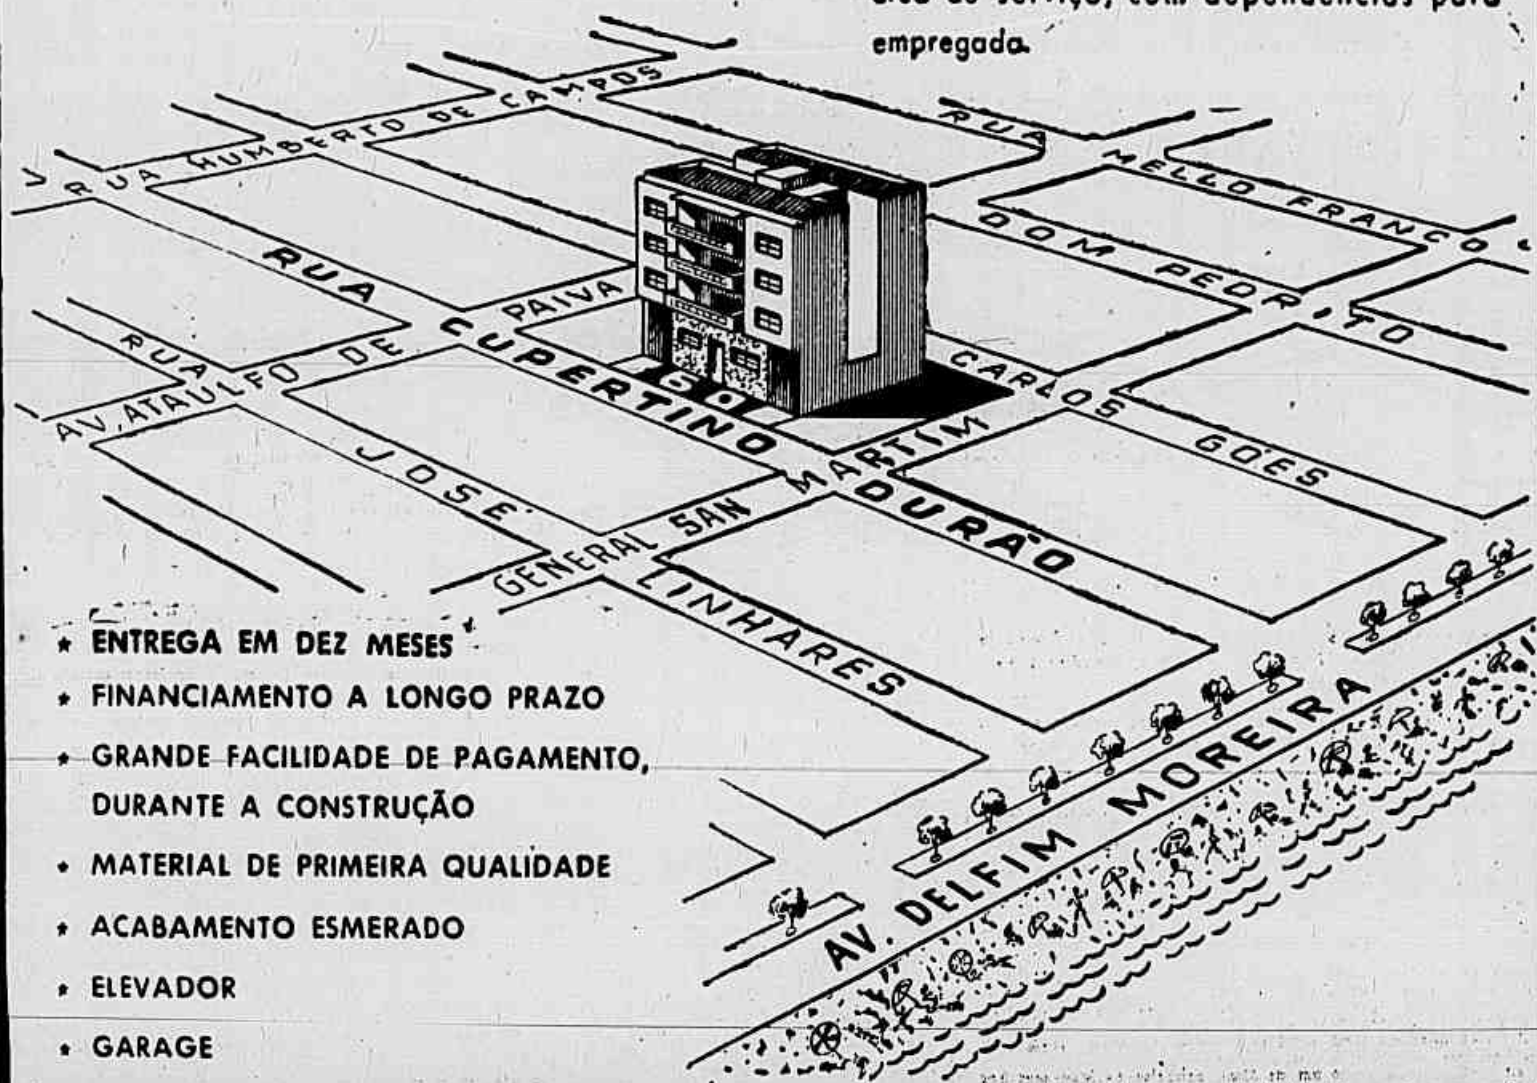 empregada.
RUA HUMBERTO DE CAMPOS
RUA
MELLO FRANCO
DOM PEDRITO
RUA
CUPERTINO
DURÃO
PAIVA
AV. ATAULFO DE
RUA
JOSÉ
LINHARES
CARLOS
GOES
GENERAL SAN MARTIM
AV. DELFIM MOREIRA
* ENTREGA EM DEZ MESES
* FINANCIAMENTO A LONGO PRAZO
* GRANDE FACILIDADE DE PAGAMENTO,
DURANTE A CONSTRUÇÃO
* MATERIAL DE PRIMEIRA QUALIDADE
* ACABAMENTO ESMERADO
* ELEVADOR
* GARAGE